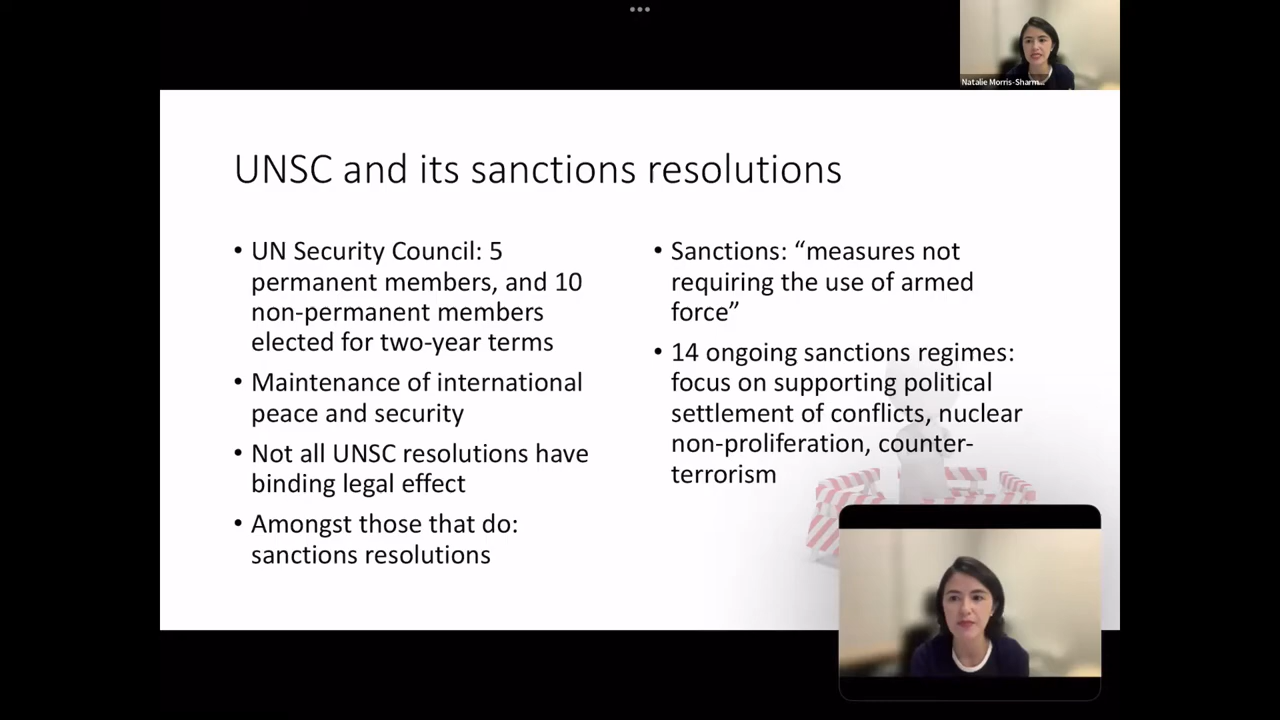 Natalie Morris-Sharm...
UNSC and its sanctions resolutions
• UN Security Council: 5
permanent members, and 10
non-permanent members
elected for two-year terms
• Maintenance of international
peace and security
• Not all UNSC resolutions have
binding legal effect
• Amongst those that do:
sanctions resolutions
• Sanctions: “measures not
requiring the use of armed
force”
• 14 ongoing sanctions regimes:
focus on supporting political
settlement of conflicts, nuclear
non-proliferation, counter-
terrorism